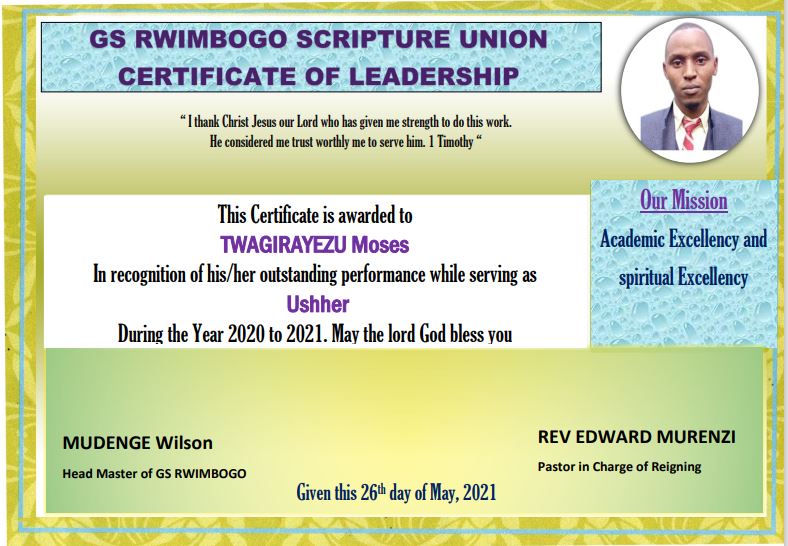 GS RWIMBOGO SCRIPTURE UNION
CERTIFICATE OF LEADERSHIP
“ I thank Christ Jesus our Lord who has given me strength to do this work.
He considered me trust worthly me to serve him. 1 Timothy “
This Certificate is awarded to
TWAGIRAYEZU Moses
In recognition of his/her outstanding performance while serving as
Ushher
During the Year 2020 to 2021. May the lord God bless you
Our Mission
Academic Excellency and
spiritual Excellency
MUDENGE Wilson
Head Master of GS RWIMBOGO
REV EDWARD MURENZI
Pastor in Charge of Reigning
Given this 26th day of May, 2021